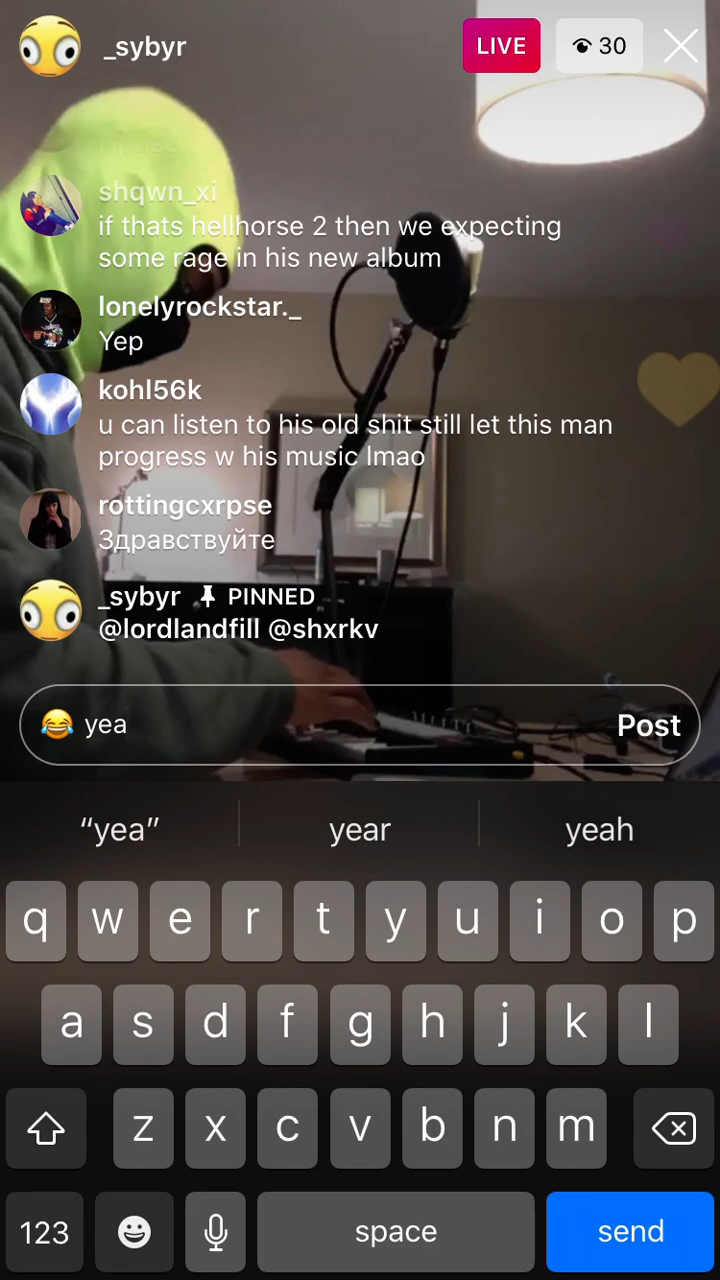 _sybyr
LIVE
30
shqwn_xi
if thats hellhorse 2 then we expecting
some rage in his new album
lonelyrockstar._
Yep
kohl56k
u can listen to his old shit still let this man
progress w his music lmao
rottingcxrpse
Здравствуйте
_sybyr PINNED
@lordlandfill @shxrkv
😂 yea
Post
“yea” year yeah
q w e r t y u i o p
a s d f g h j k l
z x c v b n m
123 space send